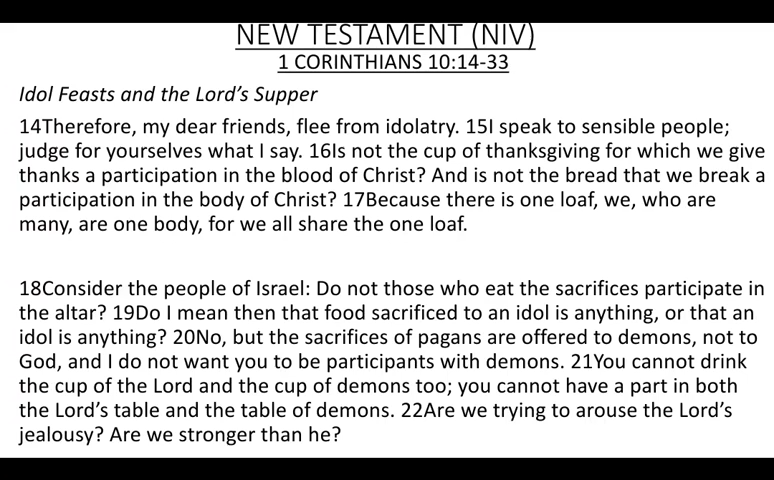 NEW TESTAMENT (NIV)
1 CORINTHIANS 10:14-33
Idol Feasts and the Lord’s Supper
14Therefore, my dear friends, flee from idolatry. 15I speak to sensible people;
judge for yourselves what I say. 16Is not the cup of thanksgiving for which we give
thanks a participation in the blood of Christ? And is not the bread that we break a
participation in the body of Christ? 17Because there is one loaf, we, who are
many, are one body, for we all share the one loaf.
18Consider the people of Israel: Do not those who eat the sacrifices participate in
the altar? 19Do I mean then that food sacrificed to an idol is anything, or that an
idol is anything? 20No, but the sacrifices of pagans are offered to demons, not to
God, and I do not want you to be participants with demons. 21You cannot drink
the cup of the Lord and the cup of demons too; you cannot have a part in both
the Lord’s table and the table of demons. 22Are we trying to arouse the Lord’s
jealousy? Are we stronger than he?